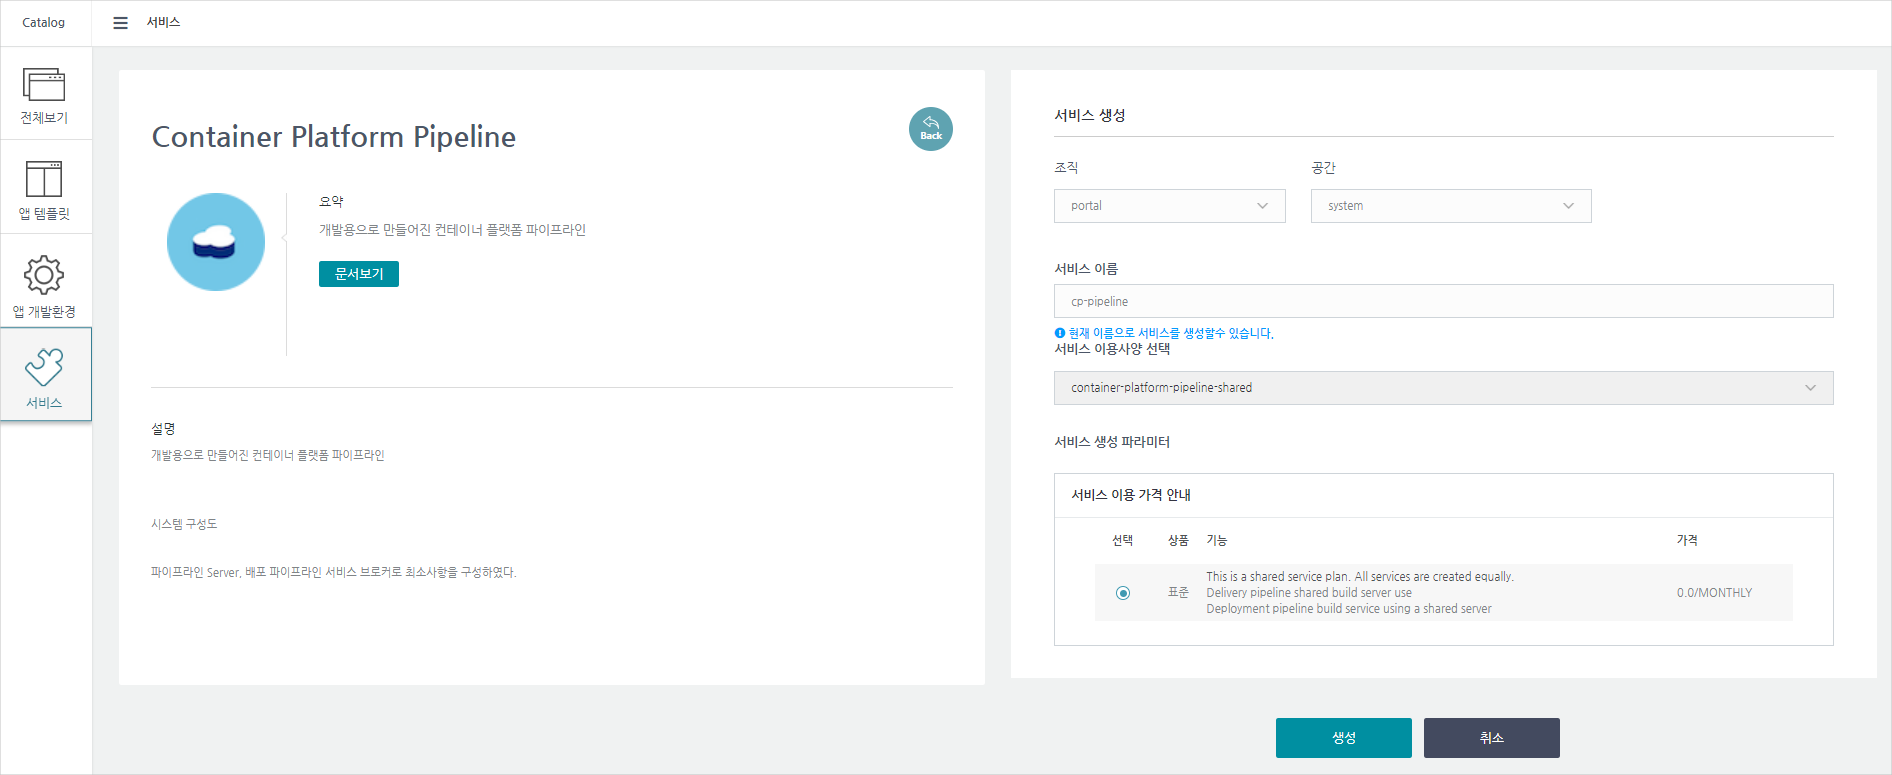 Catalog
서비스
전체보기
앱 템플릿
앱 개발환경
서비스
Container Platform Pipeline
Back
요약
개발용으로 만들어진 컨테이너 플랫폼 파이프라인
문서보기
설명
개발용으로 만들어진 컨테이너 플랫폼 파이프라인
시스템 구성도
파이프라인 Server, 배포 파이프라인 서비스 브로커로 최소사항을 구성하였다.
서비스 생성
조직 공간
portal system
서비스 이름
cp-pipeline
현재 이름으로 서비스를 생성할수 있습니다.
서비스 이용사양 선택
container-platform-pipeline-shared
서비스 생성 파라미터
서비스 이용 가격 안내
선택 상품 기능 가격
This is a shared service plan. All services are created equally.
표준 Delivery pipeline shared build server use 0.0/MONTHLY
Deployment pipeline build service using a shared server
생성 취소